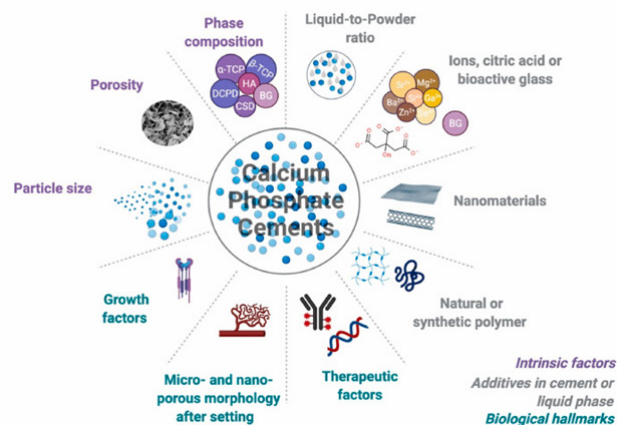 Phase
composition
Liquid-to-Powder
ratio
Ions, citric acid or
bioactive glass
Porosity
α-TCP
β-TCP
HA
DCPD
BG
CSD
Mg²⁺
Ba²⁺
Zn²⁺
BG
Particle size
Calcium
Phosphate
Cements
Nanomaterials
Growth
factors
Natural or
synthetic polymer
Micro- and nano-
porous morphology
after setting
Therapeutic
factors
Intrinsic factors
Additives in cement or
liquid phase
Biological hallmarks